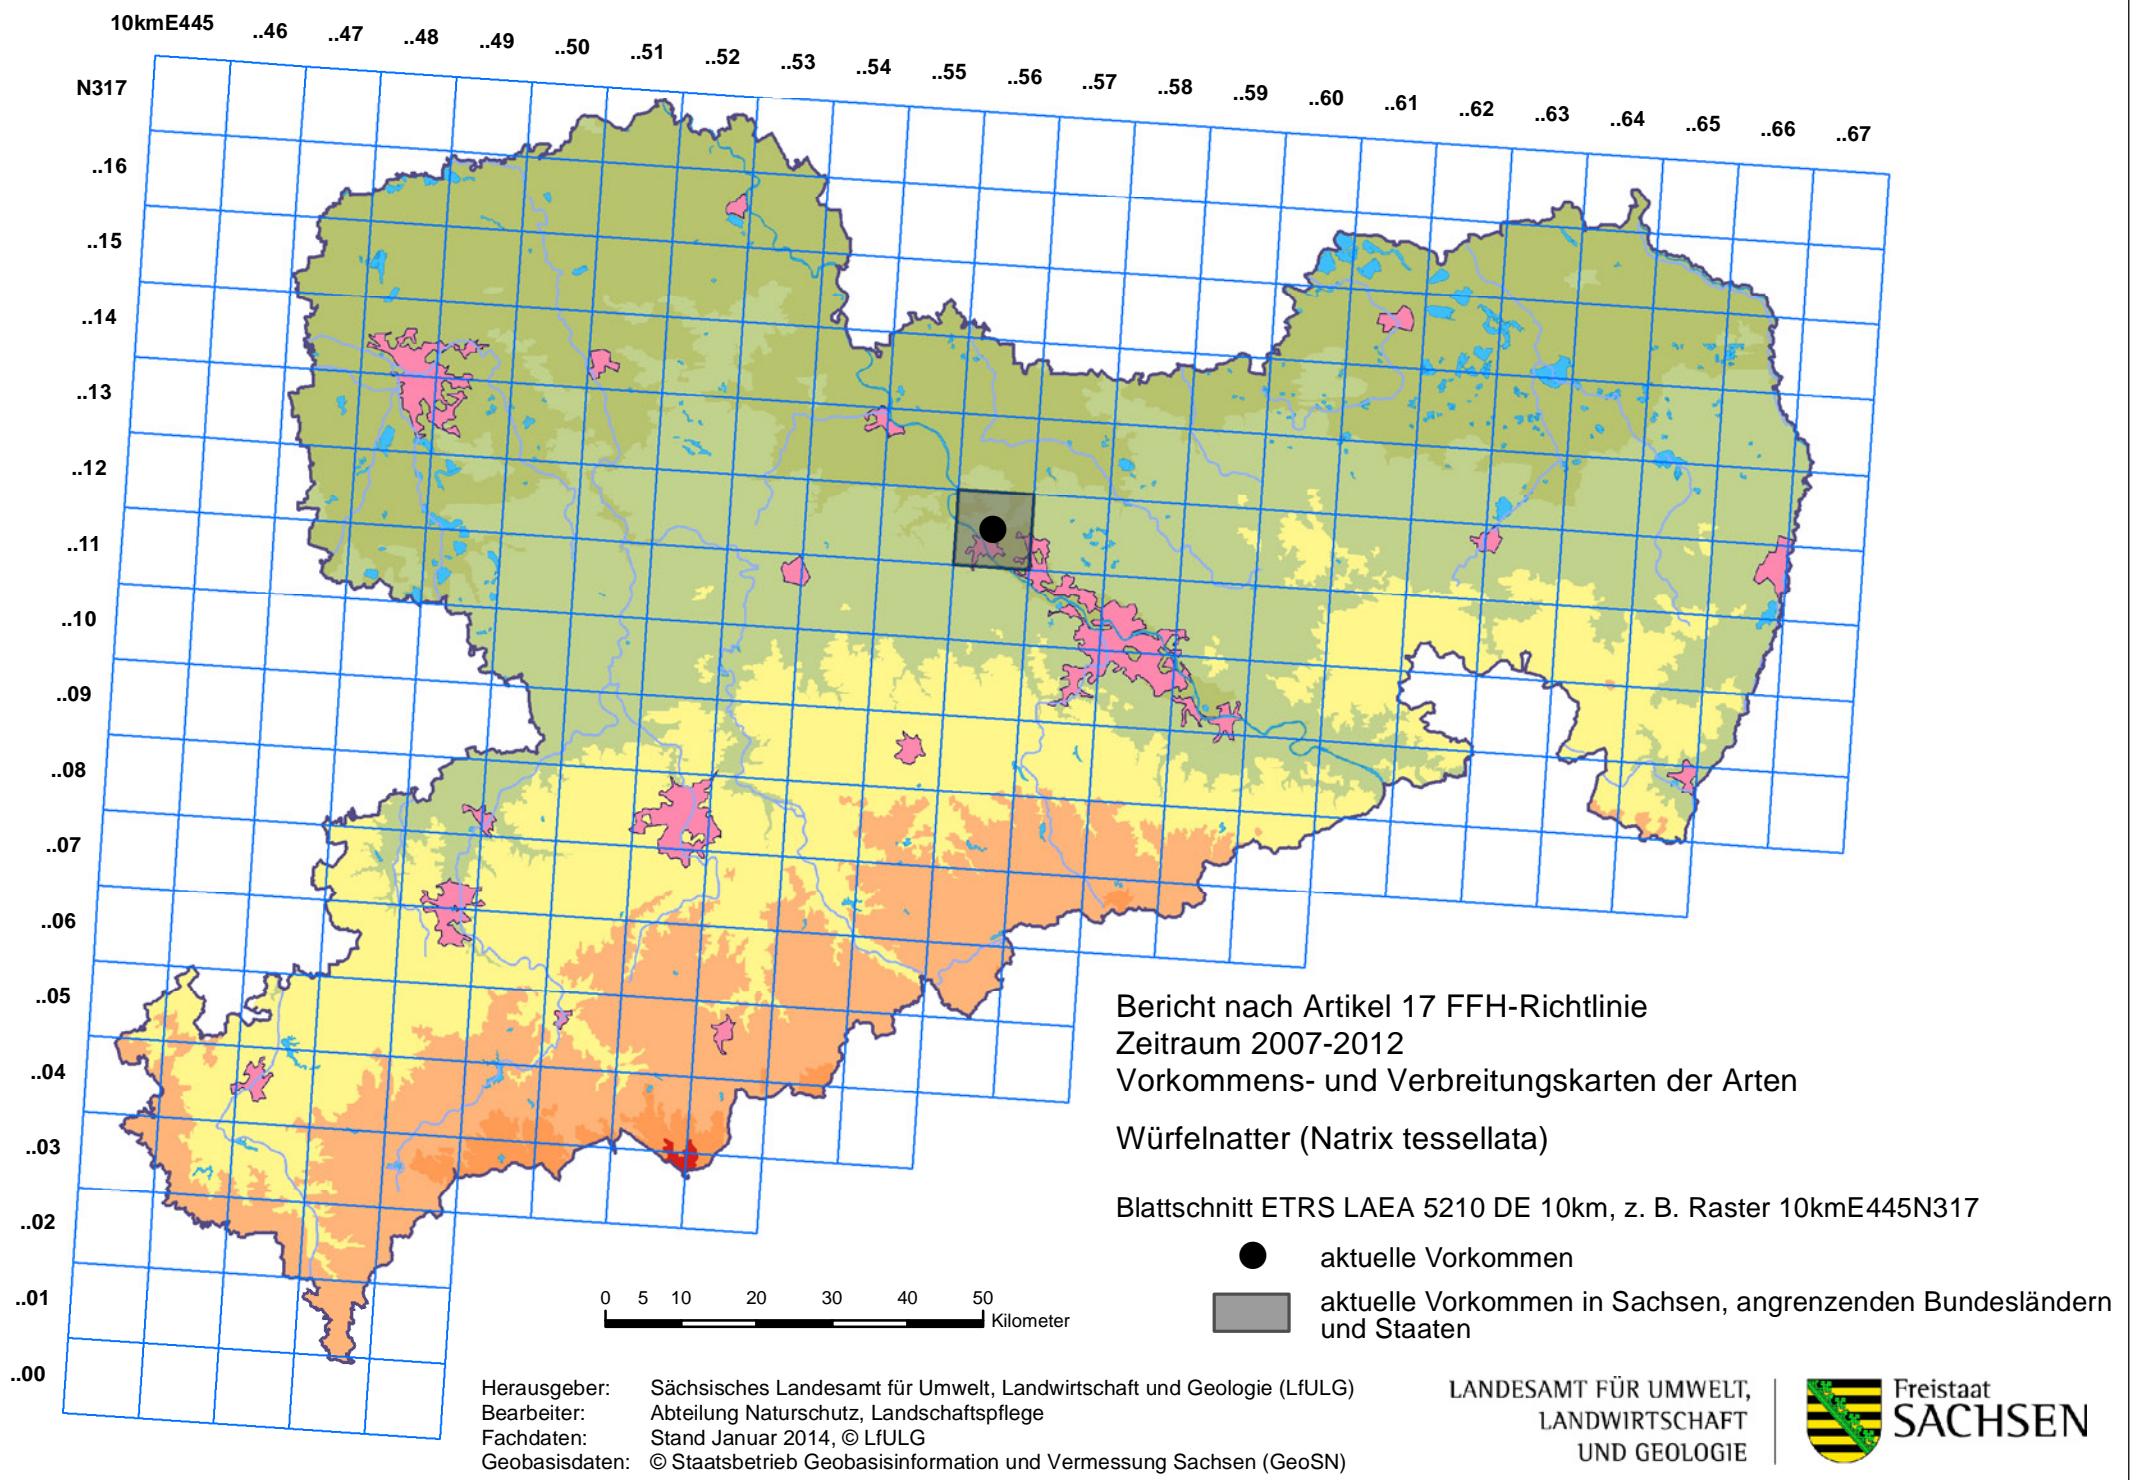 10kmE445 ..46 ..47 ..48 ..49 ..50 ..51 ..52 ..53 ..54 ..55 ..56 ..57 ..58 ..59 ..60 ..61 ..62 ..63 ..64 ..65 ..66 ..67
N317
..16
..15
..14
..13
..12
..11
..10
..09
..08
..07
..06
..05
..04
..03
..02
..01
..00
Bericht nach Artikel 17 FFH-Richtlinie
Zeitraum 2007-2012
Vorkommens- und Verbreitungskarten der Arten
Würfelnatter (Natrix tessellata)
Blattschnitt ETRS LAEA 5210 DE 10km, z. B. Raster 10kmE445N317
aktuelle Vorkommen
aktuelle Vorkommen in Sachsen, angrenzenden Bundesländern
und Staaten
0 5 10 20 30 40 50
Kilometer
Herausgeber: Sächsisches Landesamt für Umwelt, Landwirtschaft und Geologie (LfULG)
Bearbeiter: Abteilung Naturschutz, Landschaftspflege
Fachdaten: Stand Januar 2014, © LfULG
Geobasisdaten: © Staatsbetrieb Geobasisinformation und Vermessung Sachsen (GeoSN)
LANDESAMT FÜR UMWELT,
LANDWIRTSCHAFT
UND GEOLOGIE
Freistaat
SACHSEN